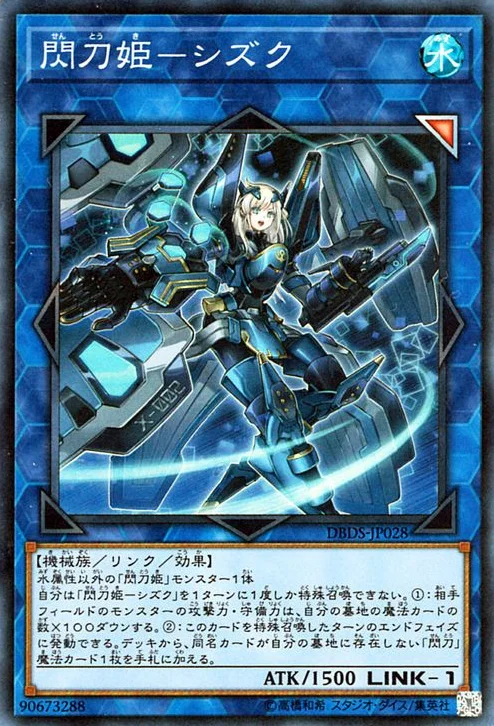 閃刀姫－シズク
水
X-002
DBDS-JP028
【機械族／リンク／効果】
水属性以外の「閃刀姫」モンスター1体
自分は「閃刀姫－シズク」を1ターンに1度しか特殊召喚できない。①：相手
フィールドのモンスターの攻撃力・守備力は、自分の墓地の魔法カードの
数×100ダウンする。②：このカードを特殊召喚したターンのエンドフェイズ
に発動できる。デッキから、同名カードが自分の墓地に存在しない「閃刀」
魔法カード1枚を手札に加える。
ATK/1500 LINK-1
90673288
©高橋和希 スタジオ・ダイス/集英社